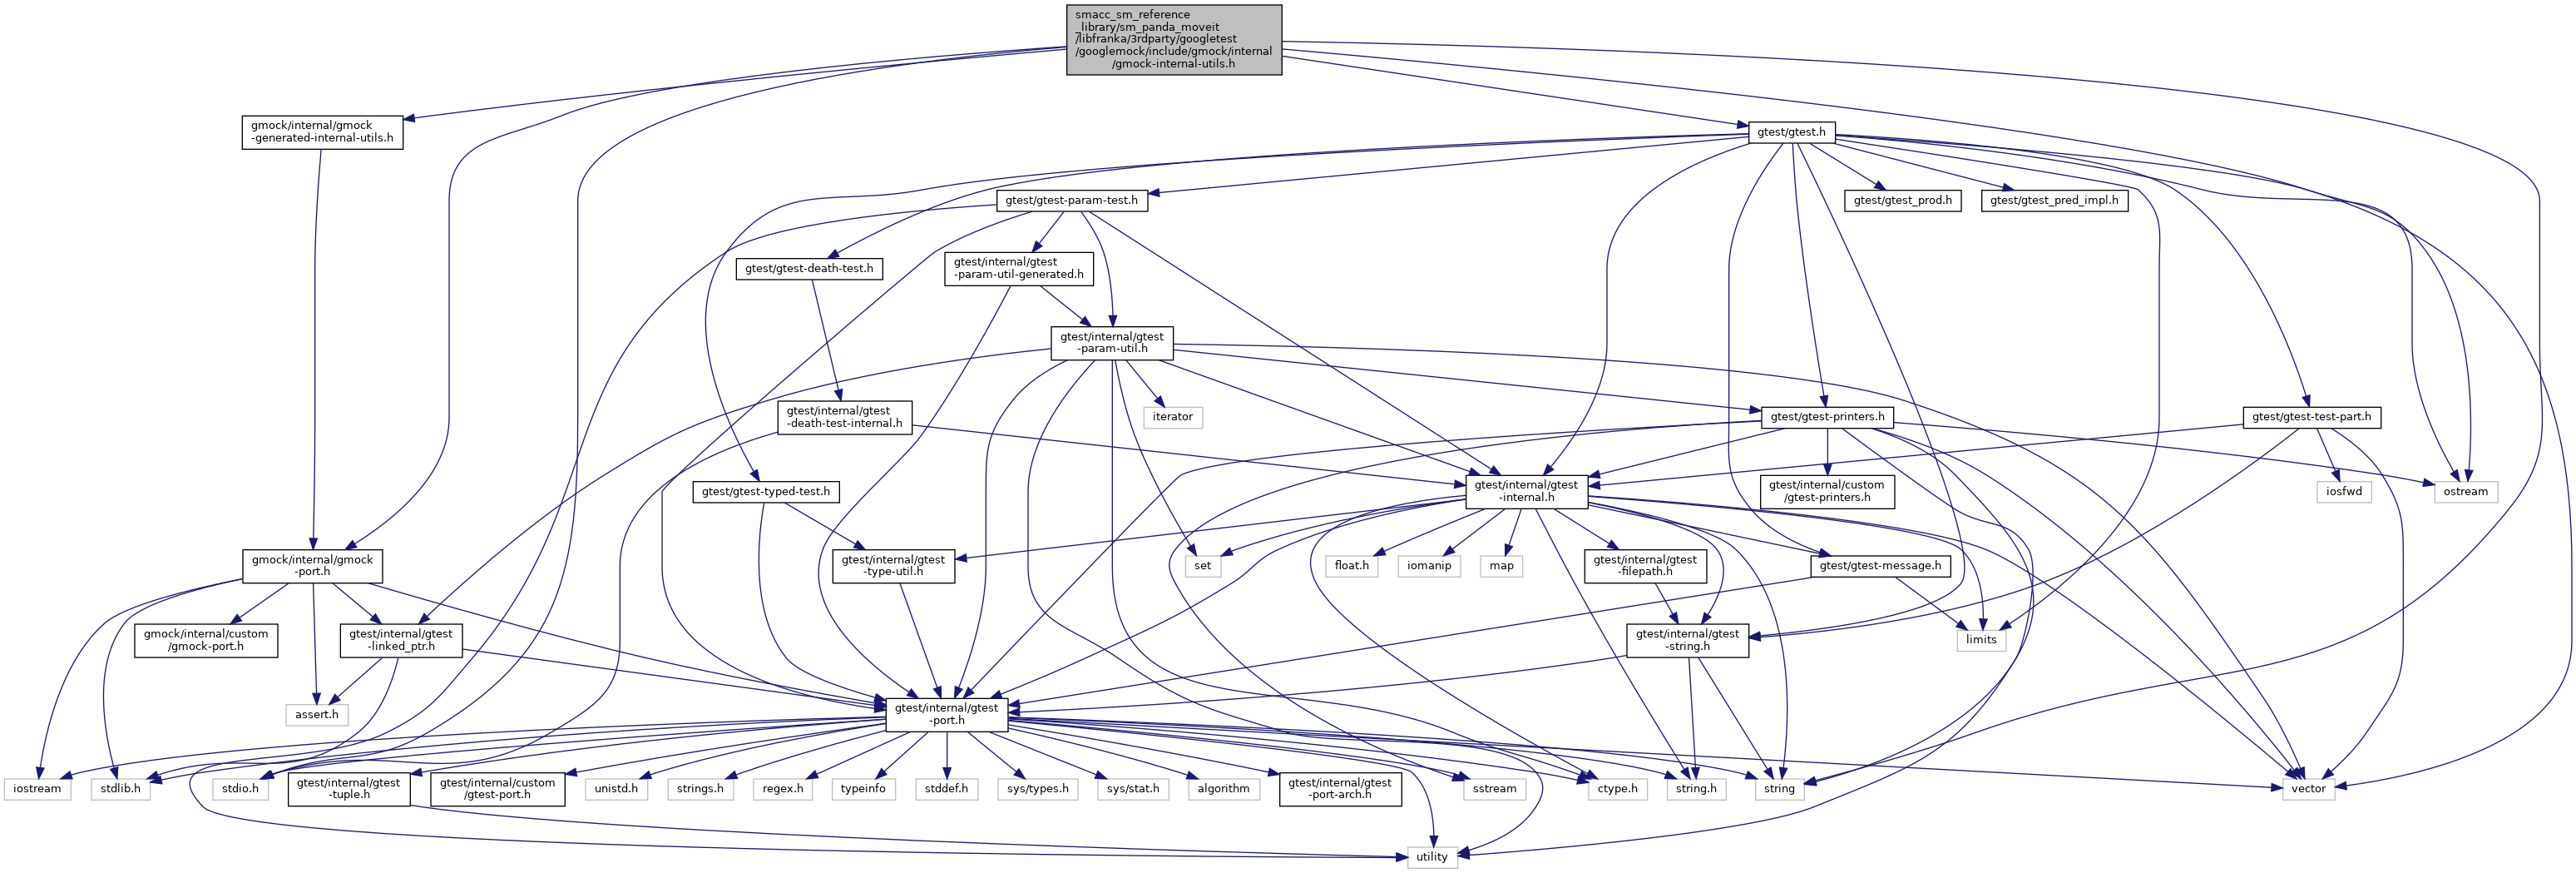 smacc_sm_reference
_library/sm_panda_moveit
/libfranka/3rdparty/googletest
/googlemock/include/gmock/internal
/gmock-internal-utils.h
gmock/internal/gmock
-generated-internal-utils.h
gtest/gtest.h
gtest/gtest-param-test.h
gtest/gtest_prod.h
gtest/gtest_pred_impl.h
gtest/gtest-death-test.h
gtest/internal/gtest
-param-util-generated.h
gtest/internal/gtest
-param-util.h
gtest/internal/gtest
-death-test-internal.h
iterator
gtest/gtest-printers.h
gtest/gtest-test-part.h
gtest/gtest-typed-test.h
gtest/internal/gtest
-internal.h
gtest/internal/custom
/gtest-printers.h
iosfwd
ostream
gmock/internal/gmock
-port.h
gtest/internal/gtest
-type-util.h
set
float.h
iomanip
map
gtest/internal/gtest
-filepath.h
gtest/gtest-message.h
gmock/internal/custom
/gmock-port.h
gtest/internal/gtest
-linked_ptr.h
gtest/internal/gtest
-string.h
limits
assert.h
gtest/internal/gtest
-port.h
iostream
stdlib.h
stdio.h
gtest/internal/gtest
-tuple.h
gtest/internal/custom
/gtest-port.h
unistd.h
strings.h
regex.h
typeinfo
stddef.h
sys/types.h
sys/stat.h
algorithm
gtest/internal/gtest
-port-arch.h
sstream
ctype.h
string.h
string
vector
utility